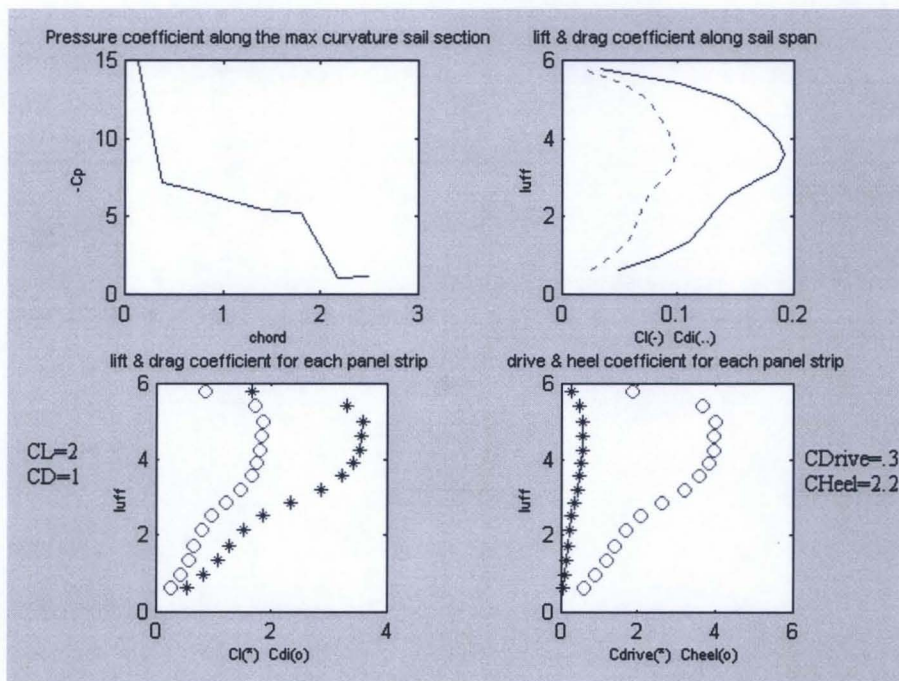 Pressure coefficient along the max curvature sail section
15
10
5
0
-Cp
0 1 2 3
chord
lift & drag coefficient along sail span
6
4
2
0
luff
0 0.1 0.2
Cl(-) Cdi(..)
lift & drag coefficient for each panel strip
6
4
2
0
luff
0 2 4
Cl(*) Cdi(o)
CL=2
CD=1
drive & heel coefficient for each panel strip
6
4
2
0
luff
0 2 4 6
Cdrive(*) Cheel(o)
CDrive=.3
CHeel=2.2